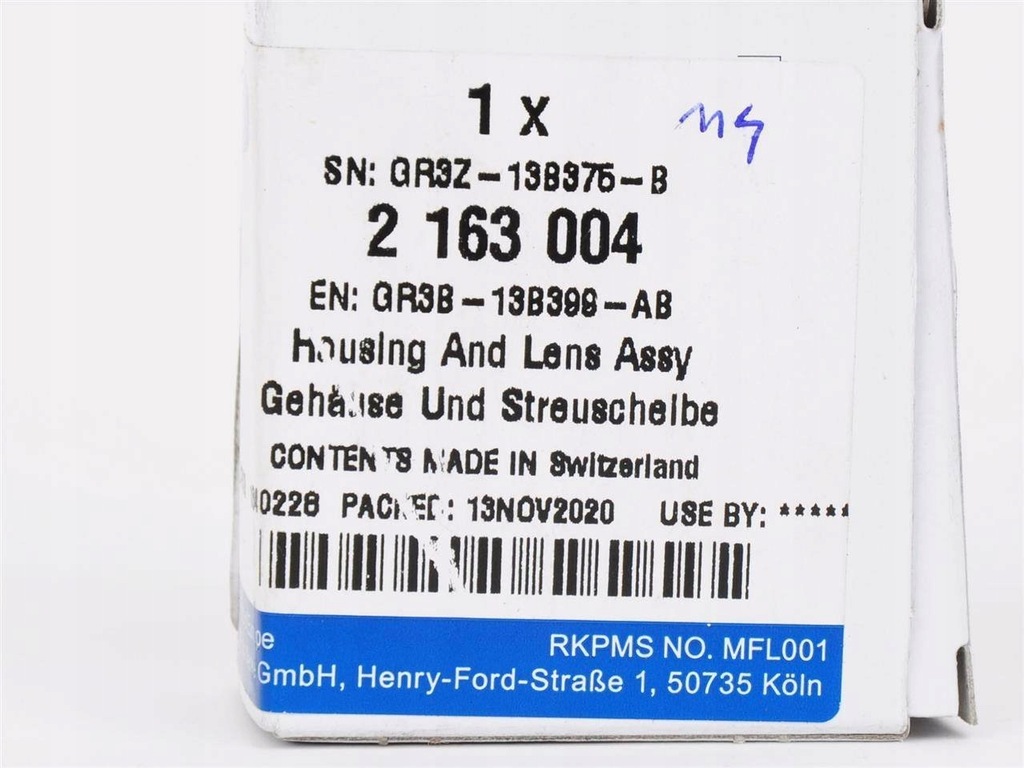 1 x
SN: GR3Z-13B375-B
2 163 004
EN: GR3B-13B399-AB
Housing And Lens Assy
Gehäuse Und Streuscheibe
CONTENTS MADE IN Switzerland
0228 PACKED: 13NOV2020 USE BY: *****
RKPMS NO. MFL001
GmbH, Henry-Ford-Straße 1, 50735 Köln